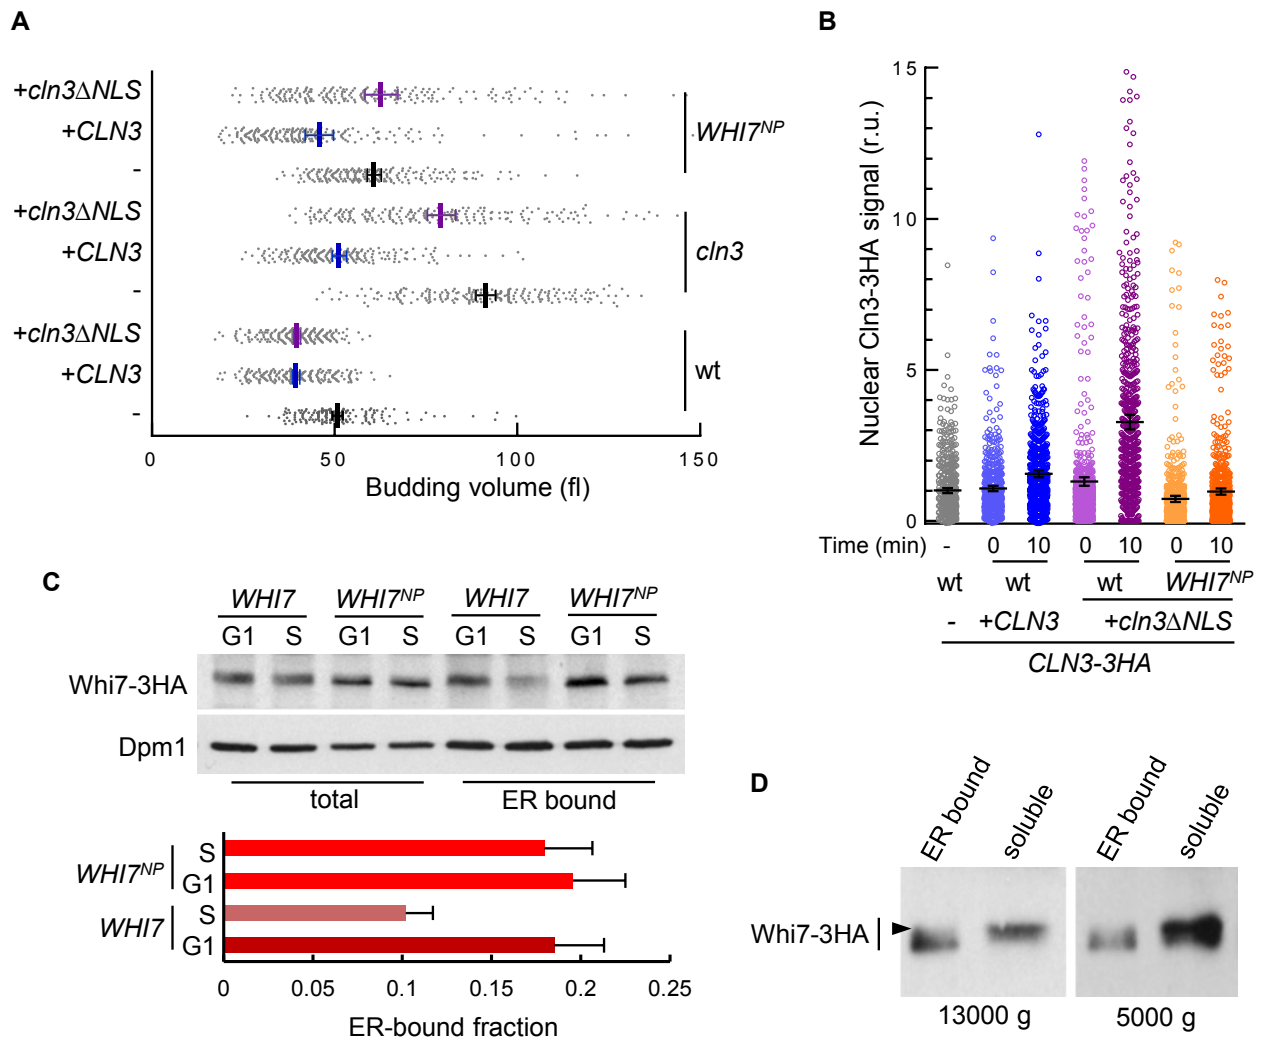 A
+cln3ΔNLS
+CLN3
-
WHI7NP
+cln3ΔNLS
+CLN3
-
cln3
+cln3ΔNLS
+CLN3
-
wt
0 50 100 150
Budding volume (fl)
B
Nuclear Cln3-3HA signal (r.u.)
15
10
5
0
Time (min) - 0 10 0 10 0 10
wt wt wt WHI7NP
- +CLN3 +cln3ΔNLS
CLN3-3HA
C
WHI7 WHI7NP WHI7 WHI7NP
G1 S G1 S G1 S G1 S
Whi7-3HA
Dpm1
total ER bound
WHI7NP
S
G1
WHI7
S
G1
0 0.05 0.1 0.15 0.2 0.25
ER-bound fraction
D
ER bound soluble ER bound soluble
Whi7-3HA
13000 g 5000 g